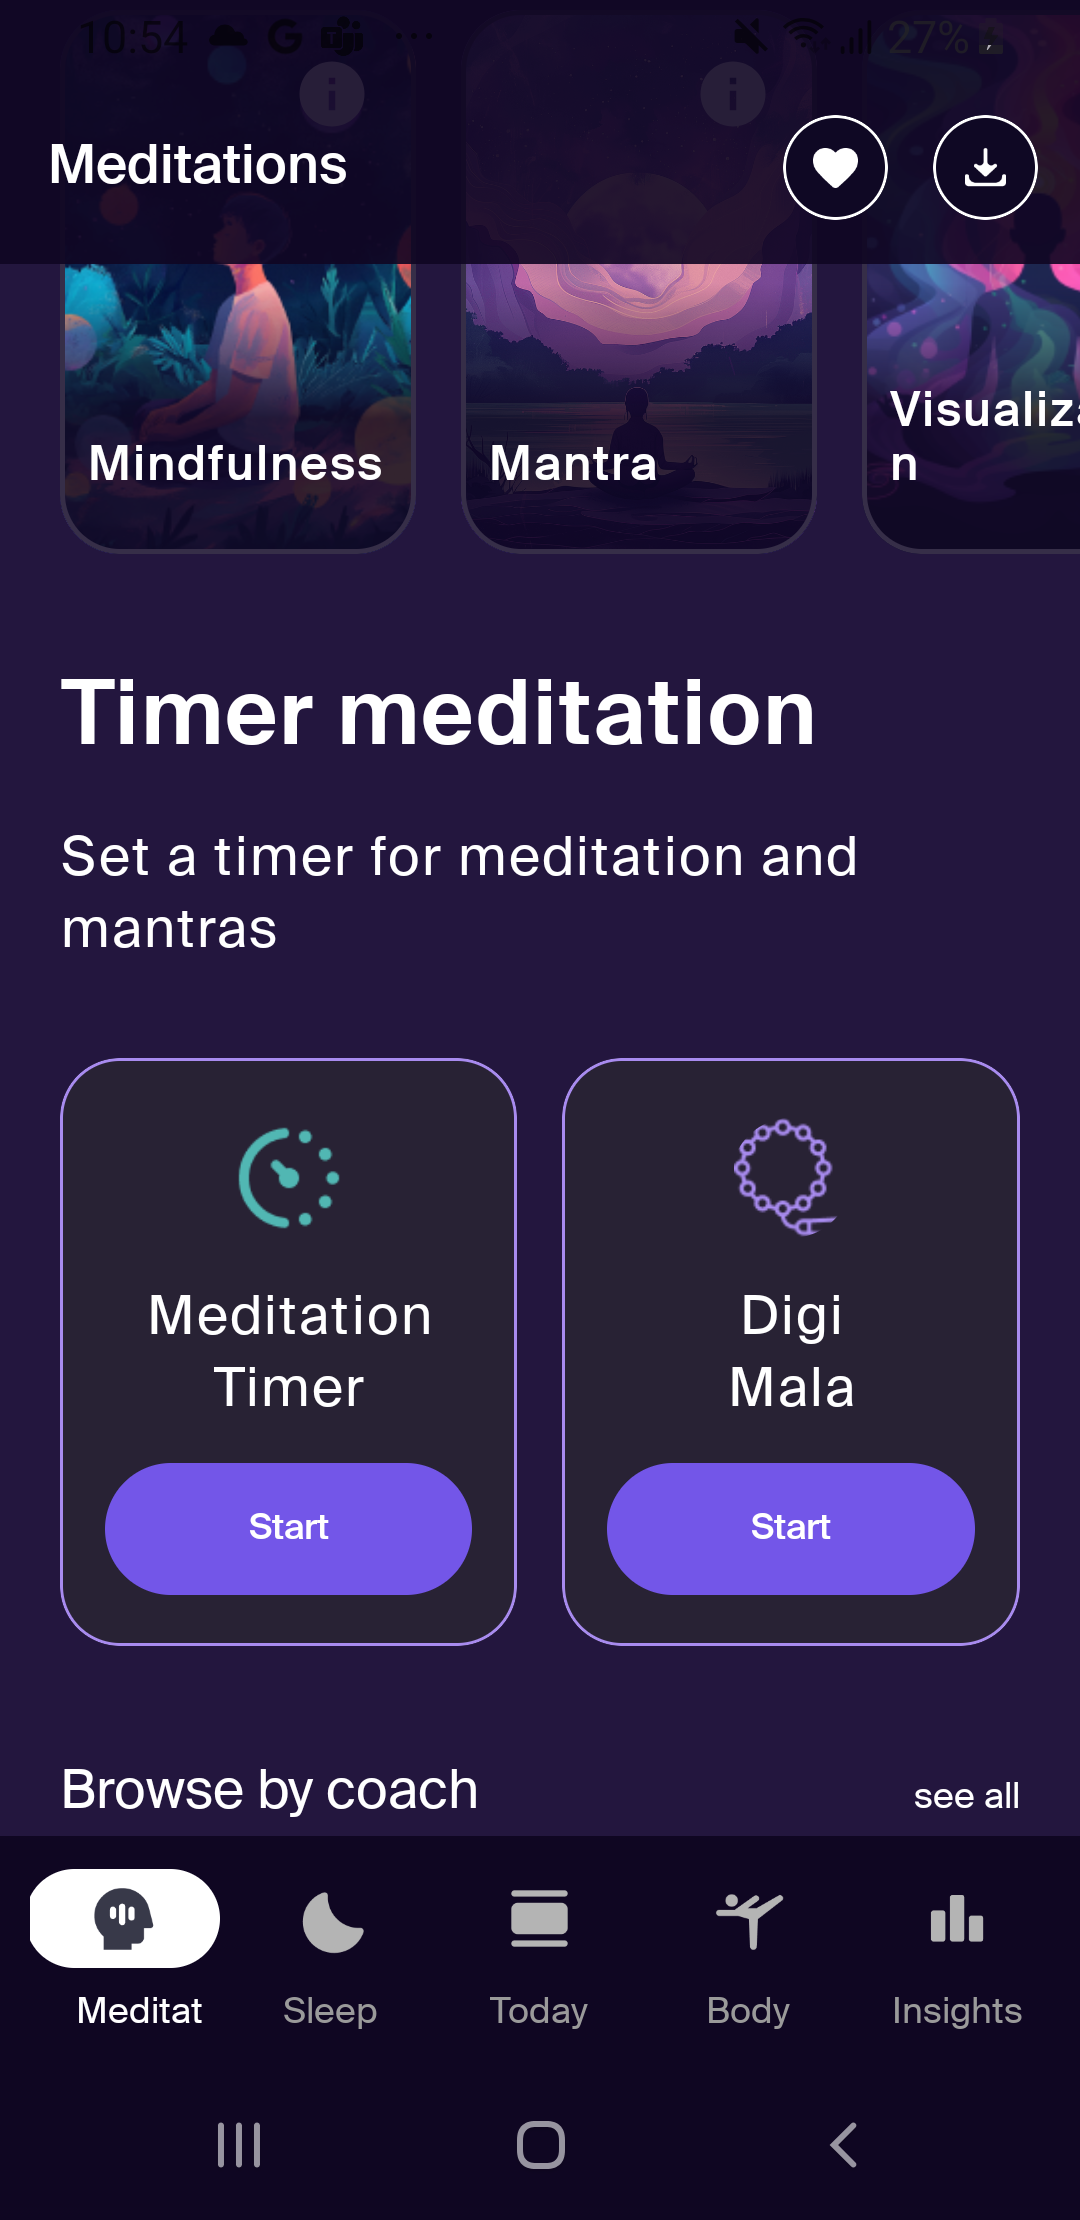 10:54
27%
Meditations
Mindfulness
Mantra
Visualiza
n
Timer meditation
Set a timer for meditation and
mantras
Meditation
Timer
Start
Digi
Mala
Start
Browse by coach
see all
Meditat
Sleep
Today
Body
Insights